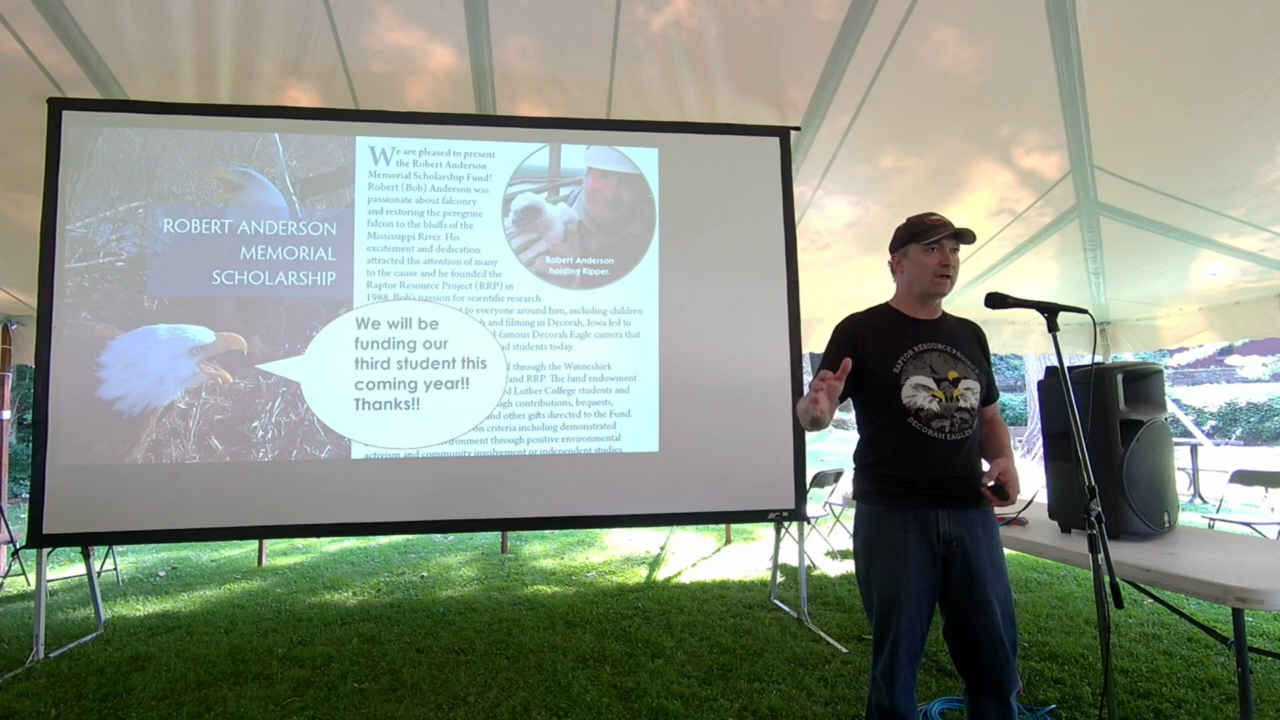 ROBERT ANDERSON
MEMORIAL
SCHOLARSHIP
We are pleased to present
the Robert Anderson
Memorial Scholarship Fund!
Robert (Bob) Anderson was
passionate about falconry
and restoring the peregrine
falcon to the bluffs of the
Mississippi River. His
excitement and dedication
attracted the attention of many
to the cause and he founded the
Raptor Resource Project (RRP) in
1988. Bob's passion for scientific research
t to everyone around him, including children
h and filming in Decorah, Iowa led to
d-famous Decorah Eagle camera that
d students today.
d through the Winneshiek
and RRP. The fund endowment
ed Luther College students and
ugh contributions, bequests,
and other gifts directed to the Fund.
on criteria including demonstrated
ironment through positive environmental
activism and community involvement or independent studies
Robert Anderson
holding Ripper.
We will be
funding our
third student this
coming year!!
Thanks!!
RAPTOR RESOURCE PROJECT
DECORAH EAGLES